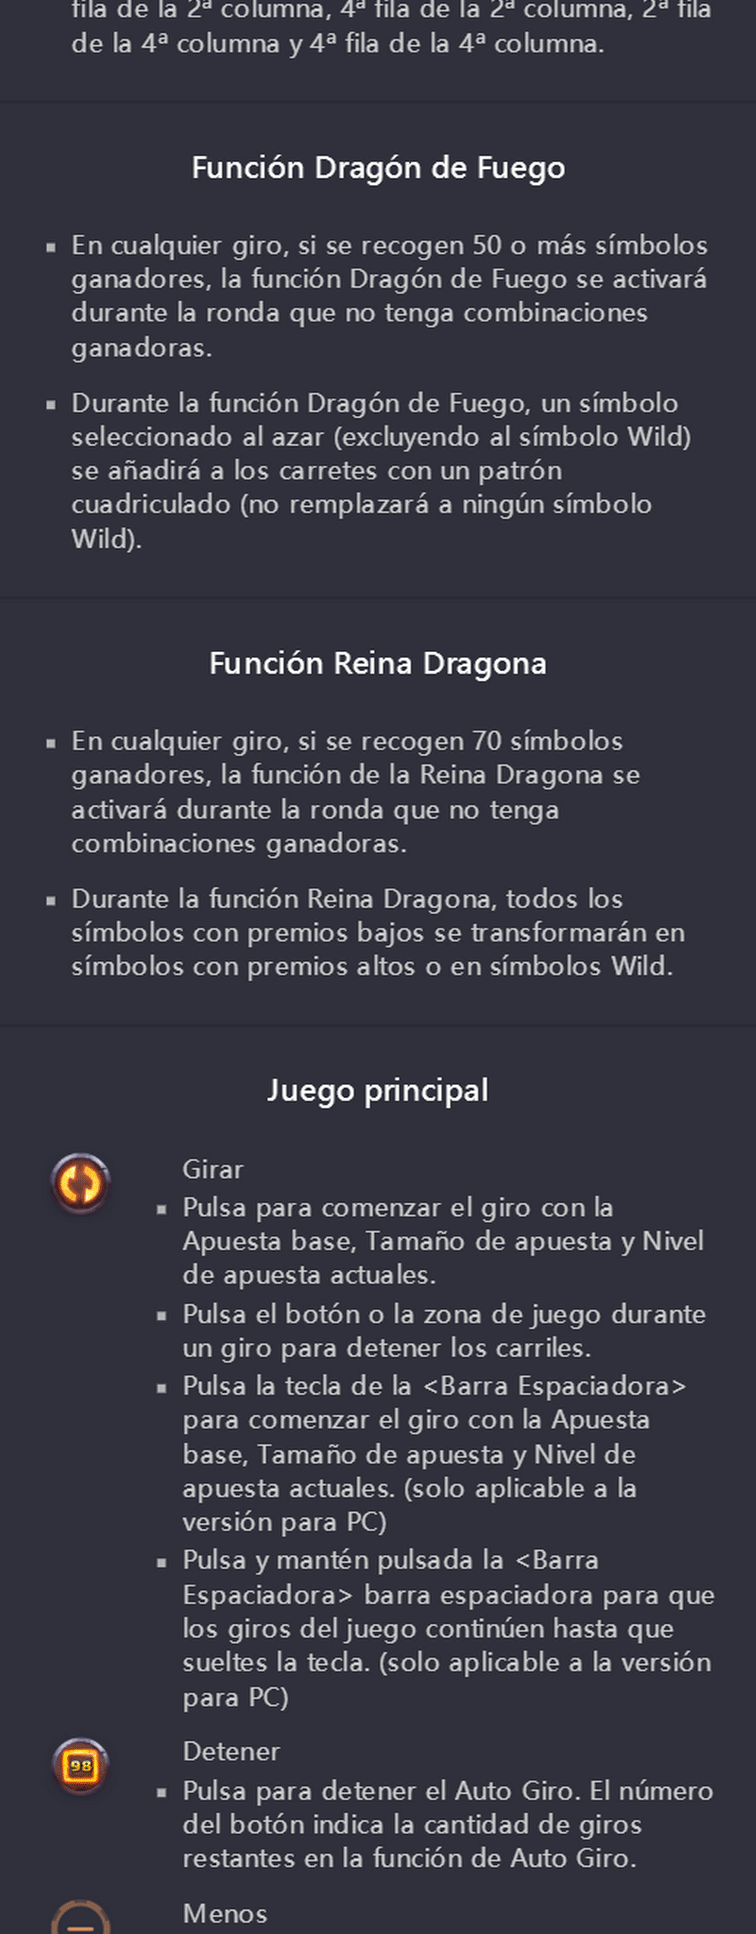 fila de la 2ª columna, 4ª fila de la 2ª columna, 2ª fila
de la 4ª columna y 4ª fila de la 4ª columna.
Función Dragón de Fuego
▪ En cualquier giro, si se recogen 50 o más símbolos
ganadores, la función Dragón de Fuego se activará
durante la ronda que no tenga combinaciones
ganadoras.
▪ Durante la función Dragón de Fuego, un símbolo
seleccionado al azar (excluyendo al símbolo Wild)
se añadirá a los carretes con un patrón
cuadriculado (no remplazará a ningún símbolo
Wild).
Función Reina Dragona
▪ En cualquier giro, si se recogen 70 símbolos
ganadores, la función de la Reina Dragona se
activará durante la ronda que no tenga
combinaciones ganadoras.
▪ Durante la función Reina Dragona, todos los
símbolos con premios bajos se transformarán en
símbolos con premios altos o en símbolos Wild.
Juego principal
Girar
▪ Pulsa para comenzar el giro con la
Apuesta base, Tamaño de apuesta y Nivel
de apuesta actuales.
▪ Pulsa el botón o la zona de juego durante
un giro para detener los carriles.
▪ Pulsa la tecla de la <Barra Espaciadora>
para comenzar el giro con la Apuesta
base, Tamaño de apuesta y Nivel de
apuesta actuales. (solo aplicable a la
versión para PC)
▪ Pulsa y mantén pulsada la <Barra
Espaciadora> barra espaciadora para que
los giros del juego continúen hasta que
sueltes la tecla. (solo aplicable a la versión
para PC)
98
Detener
▪ Pulsa para detener el Auto Giro. El número
del botón indica la cantidad de giros
restantes en la función de Auto Giro.
Menos